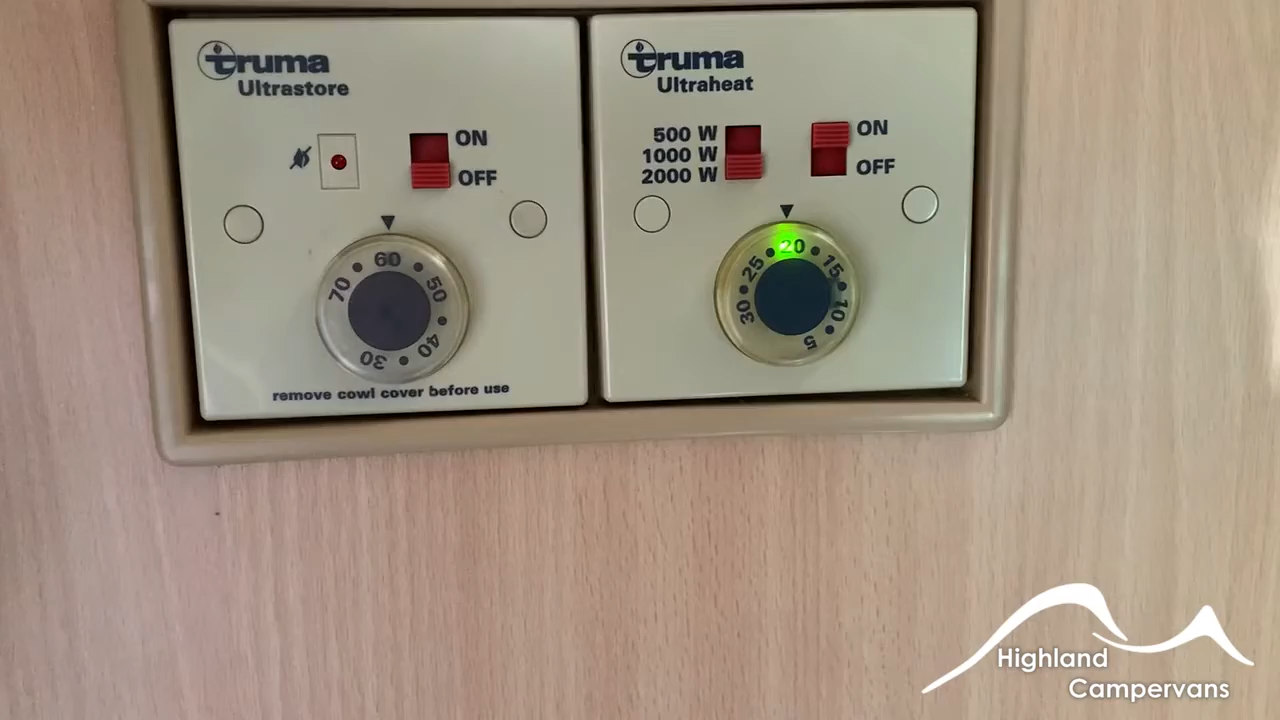 truma
Ultrastore
ON
OFF
70 60 50 40 30
remove cowl cover before use
truma
Ultraheat
500 W
1000 W
2000 W
ON
OFF
30 25 20 15 10 5
Highland
Campervans